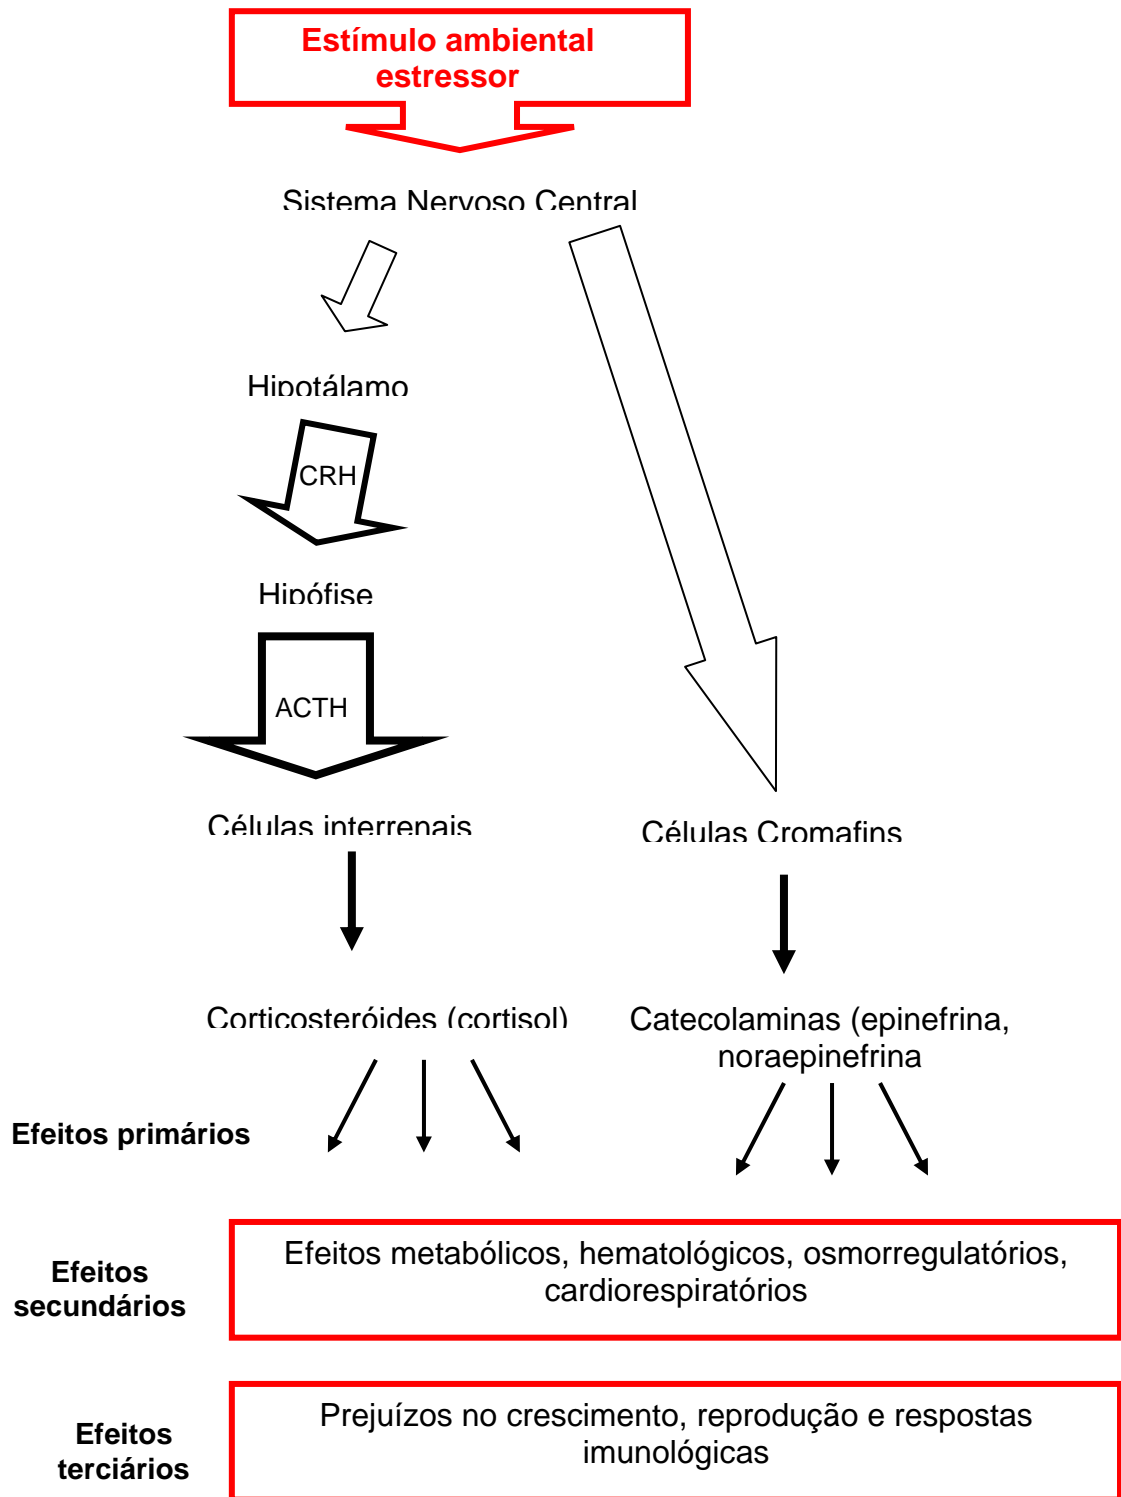 Estímulo ambiental
estressor
Sistema Nervoso Central
Hipotálamo
CRH
Hipófise
ACTH
Células interrenais
Células Cromafins
Corticosteróides (cortisol)
Catecolaminas (epinefrina,
noraepinefrina
Efeitos primários
Efeitos
secundários
Efeitos metabólicos, hematológicos, osmorregulatórios,
cardiorespiratórios
Efeitos
terciários
Prejuízos no crescimento, reprodução e respostas
imunológicas